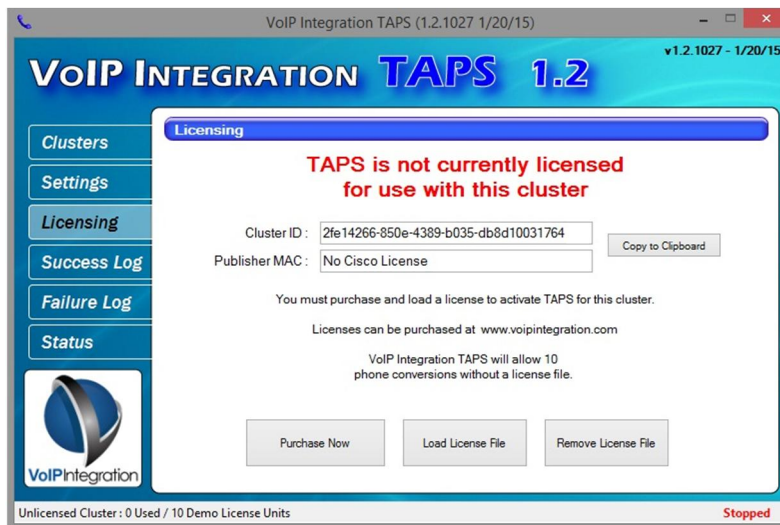 VoIP Integration TAPS (1.2.1027 1/20/15)
VOIP INTEGRATION TAPS 1.2
v1.2.1027 - 1/20/15
Clusters
Settings
Licensing
Success Log
Failure Log
Status
VoIPIntegration
Licensing
TAPS is not currently licensed
for use with this cluster
Cluster ID : 2fe14266-850e-4389-b035-db8d10031764
Copy to Clipboard
Publisher MAC : No Cisco License
You must purchase and load a license to activate TAPS for this cluster.
Licenses can be purchased at www.voipintegration.com
VoIP Integration TAPS will allow 10
phone conversions without a license file.
Purchase Now
Load License File
Remove License File
Unlicensed Cluster : 0 Used / 10 Demo License Units
Stopped